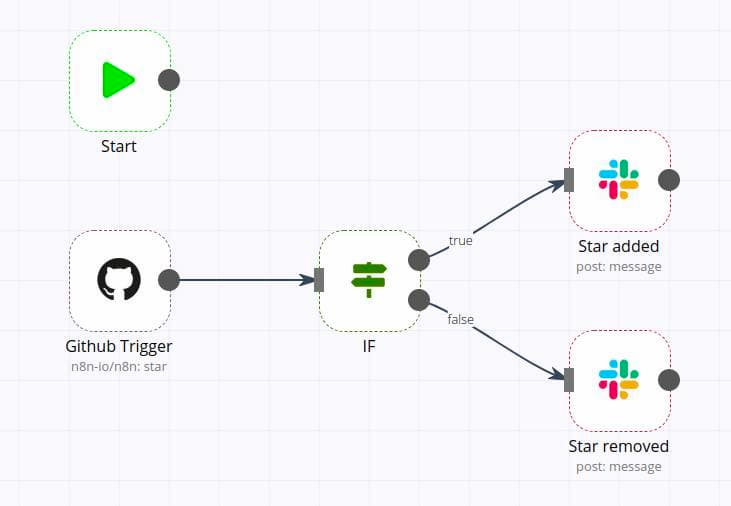 Start
true
Star added
post: message
Github Trigger
n8n-io/n8n: star
IF
false
Star removed
post: message